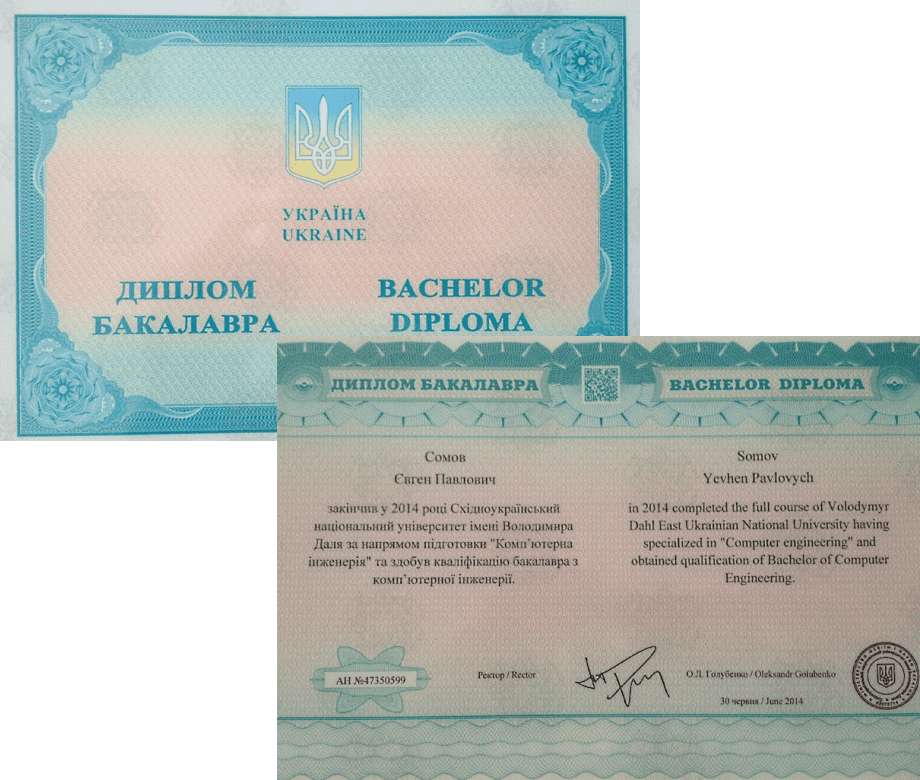 УКРАЇНА
UKRAINE
ДИПЛОМ
БАКАЛАВРА
BACHELOR
DIPLOMA
ДИПЛОМ БАКАЛАВРА
BACHELOR DIPLOMA
Сомов
Євген Павлович
закінчив у 2014 році Східноукраїнський
національний університет імені Володимира
Даля за напрямом підготовки "Комп’ютерна
інженерія" та здобув кваліфікацію бакалавра з
комп’ютерної інженерії.
Somov
Yevhen Pavlovych
in 2014 completed the full course of Volodymyr
Dahl East Ukrainian National University having
specialized in "Computer engineering" and
obtained qualification of Bachelor of Computer
Engineering.
АН №47350599
Ректор / Rector
О.Л. Голубенко / Oleksandr Golubenko
30 червня / June 2014